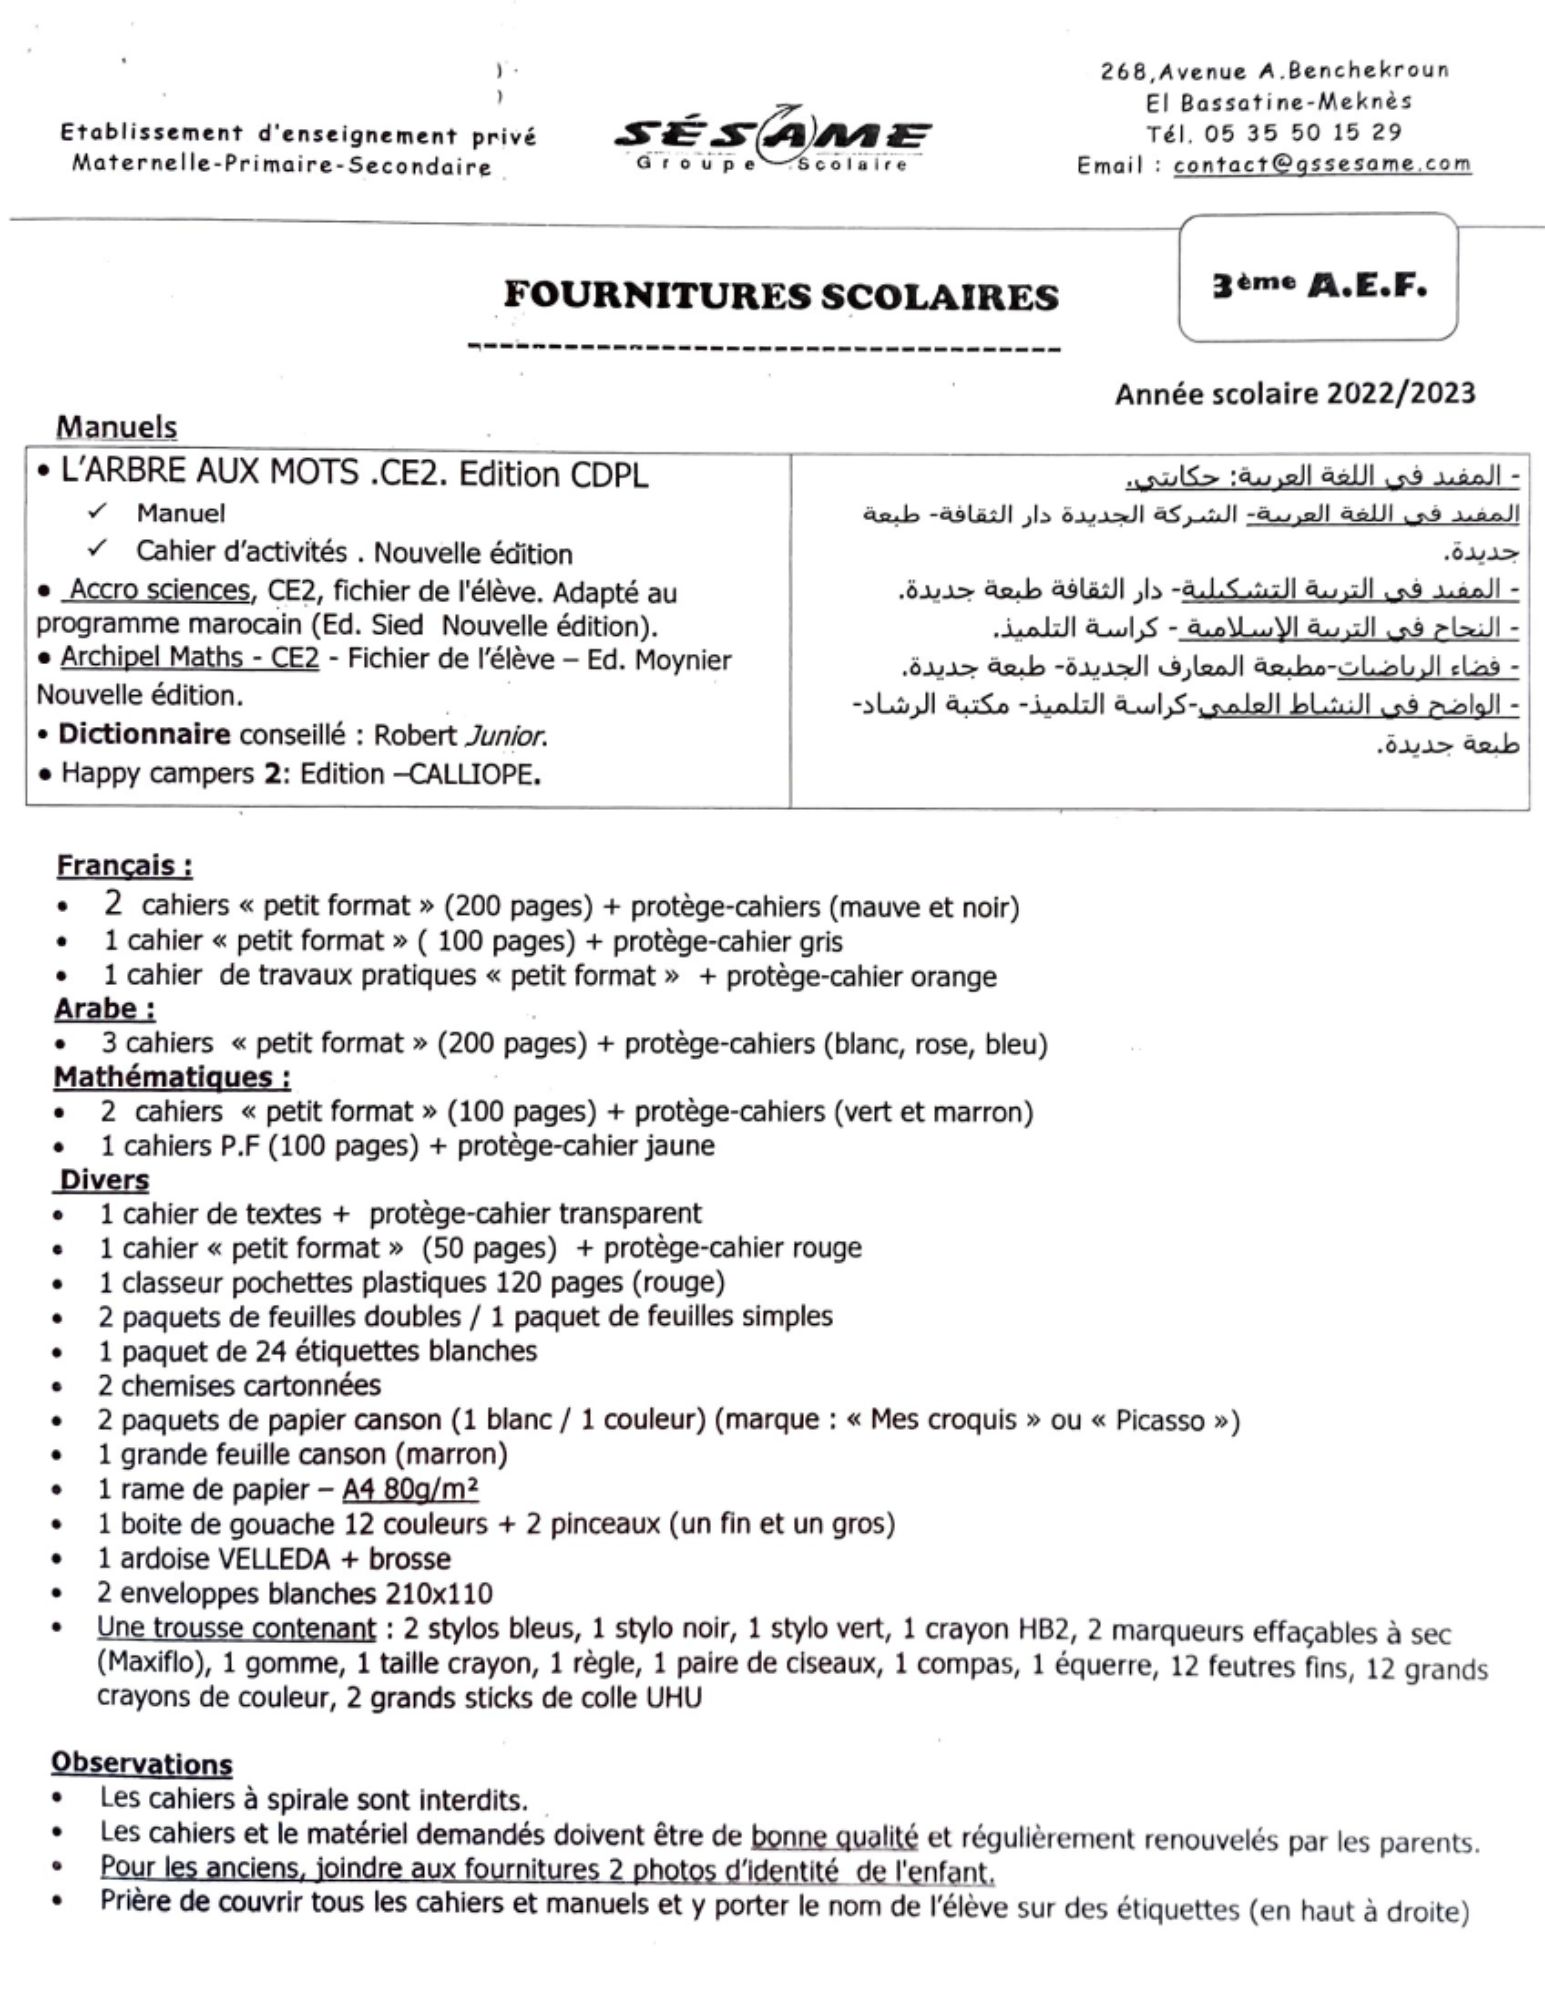 Etablissement d'enseignement privé
Maternelle-Primaire-Secondaire
SÉSAME
Groupe Scolaire
268,Avenue A.Benchekroun
El Bassatine-Meknès
Tél. 05 35 50 15 29
Email : contact@gssesame.com
FOURNITURES SCOLAIRES
3ème A.E.F.
Année scolaire 2022/2023
Manuels
• L'ARBRE AUX MOTS .CE2. Edition CDPL
✓ Manuel
✓ Cahier d'activités . Nouvelle édition
• Accro sciences, CE2, fichier de l'élève. Adapté au
programme marocain (Ed. Sied Nouvelle édition).
• Archipel Maths - CE2 - Fichier de l'élève – Ed. Moynier
Nouvelle édition.
• Dictionnaire conseillé : Robert Junior.
• Happy campers 2: Edition –CALLIOPE.
- المفيد في اللغة العربية: حكايتي.
المفيد في اللغة العربية- الشركة الجديدة دار الثقافة- طبعة
جديدة.
- المفيد في التربية التشكيلية- دار الثقافة طبعة جديدة.
- النجاح في التربية الإسلامية - كراسة التلميذ.
- فضاء الرياضيات-مطبعة المعارف الجديدة- طبعة جديدة.
- الواضح في النشاط العلمي-كراسة التلميذ- مكتبة الرشاد-
طبعة جديدة.
Français :
• 2 cahiers « petit format » (200 pages) + protège-cahiers (mauve et noir)
• 1 cahier « petit format » ( 100 pages) + protège-cahier gris
• 1 cahier de travaux pratiques « petit format » + protège-cahier orange
Arabe :
• 3 cahiers « petit format » (200 pages) + protège-cahiers (blanc, rose, bleu)
Mathématiques :
• 2 cahiers « petit format » (100 pages) + protège-cahiers (vert et marron)
• 1 cahiers P.F (100 pages) + protège-cahier jaune
Divers
• 1 cahier de textes + protège-cahier transparent
• 1 cahier « petit format » (50 pages) + protège-cahier rouge
• 1 classeur pochettes plastiques 120 pages (rouge)
• 2 paquets de feuilles doubles / 1 paquet de feuilles simples
• 1 paquet de 24 étiquettes blanches
• 2 chemises cartonnées
• 2 paquets de papier canson (1 blanc / 1 couleur) (marque : « Mes croquis » ou « Picasso »)
• 1 grande feuille canson (marron)
• 1 rame de papier – A4 80g/m²
• 1 boite de gouache 12 couleurs + 2 pinceaux (un fin et un gros)
• 1 ardoise VELLEDA + brosse
• 2 enveloppes blanches 210x110
• Une trousse contenant : 2 stylos bleus, 1 stylo noir, 1 stylo vert, 1 crayon HB2, 2 marqueurs effaçables à sec
(Maxiflo), 1 gomme, 1 taille crayon, 1 règle, 1 paire de ciseaux, 1 compas, 1 équerre, 12 feutres fins, 12 grands
crayons de couleur, 2 grands sticks de colle UHU
Observations
• Les cahiers à spirale sont interdits.
• Les cahiers et le matériel demandés doivent être de bonne qualité et régulièrement renouvelés par les parents.
• Pour les anciens, joindre aux fournitures 2 photos d'identité de l'enfant.
• Prière de couvrir tous les cahiers et manuels et y porter le nom de l'élève sur des étiquettes (en haut à droite)